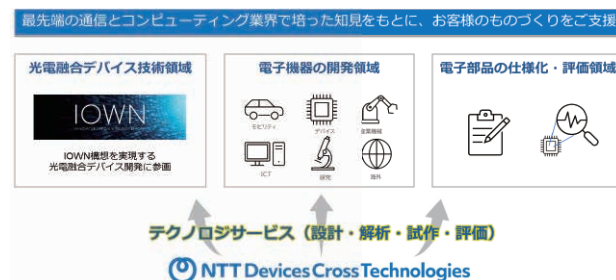 最先端の通信とコンピューティング業界で培った知見をもとに、お客様のものづくりをご支援
光電融合デバイス技術領域
電子機器の開発領域
電子部品の仕様化・評価領域
IOWN
モビリティ
デバイス
産業機械
IOWN構想を実現する
光電融合デバイス開発に参画
ICT
研究
海外
テクノロジサービス（設計・解析・試作・評価）
NTT Devices Cross Technologies